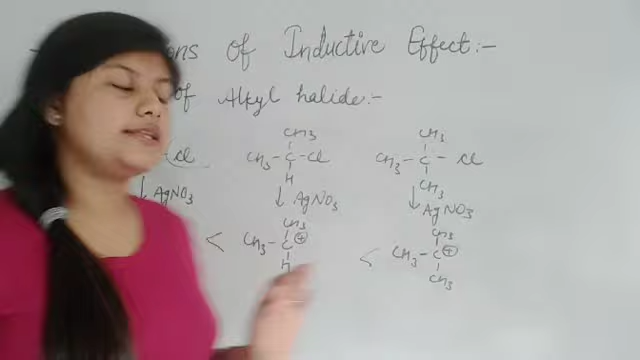 ons of Inductive Effect:-
of Alkyl halide:-
Cl
CH3
CH3 - C - Cl
H
CH3
CH3 - C - Cl
CH3
↓ AgNO3
↓ AgNO3
↓ AgNO3
<
CH3
CH3 - C ⊕
H
<
CH3
CH3 - C ⊕
CH3